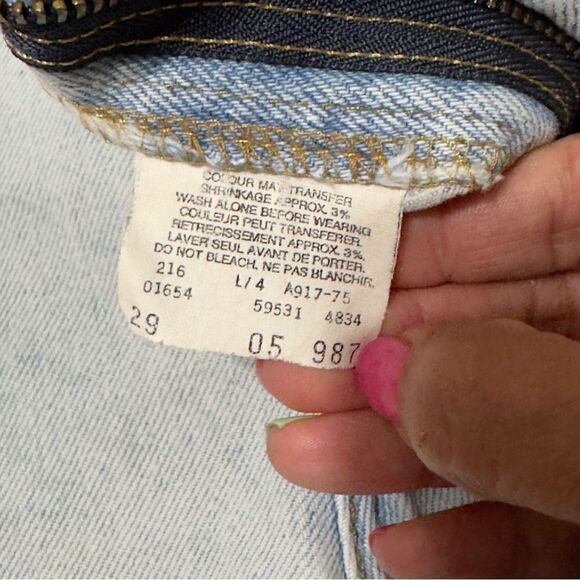 COLOUR MAY TRANSFER
SHRINKAGE APPROX. 3%
WASH ALONE BEFORE WEARING
COULEUR PEUT TRANSFERER
RETRECISSEMENT APPROX. 3%.
LAVER SEUL AVANT DE PORTER.
DO NOT BLEACH. NE PAS BLANCHIR.
216 L/4 A917-75
01654 59531 4834
29 05 987